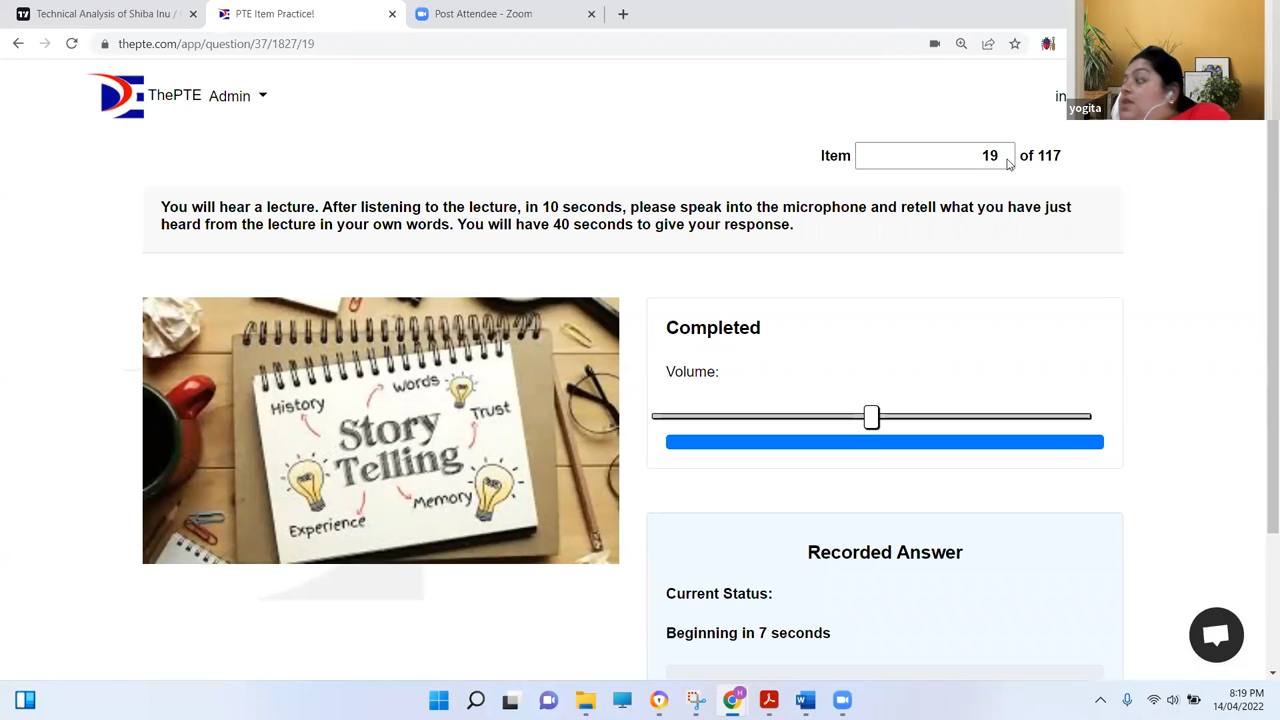 Technical Analysis of Shiba Inu /
PTE Item Practice!
Post Attendee - Zoom
thepte.com/app/question/37/1827/19
yogita
ThePTE Admin
in
Item 19 of 117
You will hear a lecture. After listening to the lecture, in 10 seconds, please speak into the microphone and retell what you have just
heard from the lecture in your own words. You will have 40 seconds to give your response.
History
Words
Trust
Story
Telling
Memory
Experience
Completed
Volume:
Recorded Answer
Current Status:
Beginning in 7 seconds
8:19 PM
14/04/2022